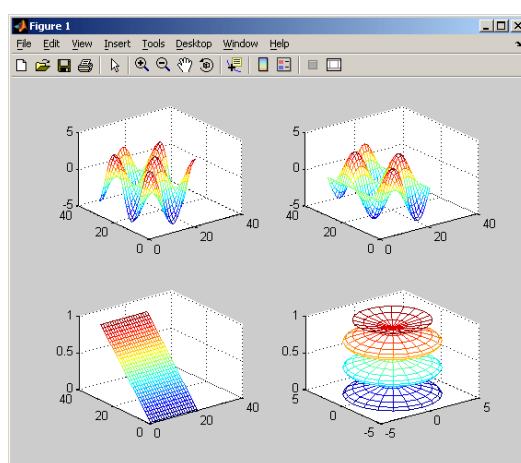 Figure 1
File Edit View Insert Tools Desktop Window Help
5 0 -5 40 20 0 0 20 40
5 0 -5 40 20 0 0 20 40
1 0.5 0 40 20 0 0 20 40
1 0.5 0 5 0 -5 -5 0 5